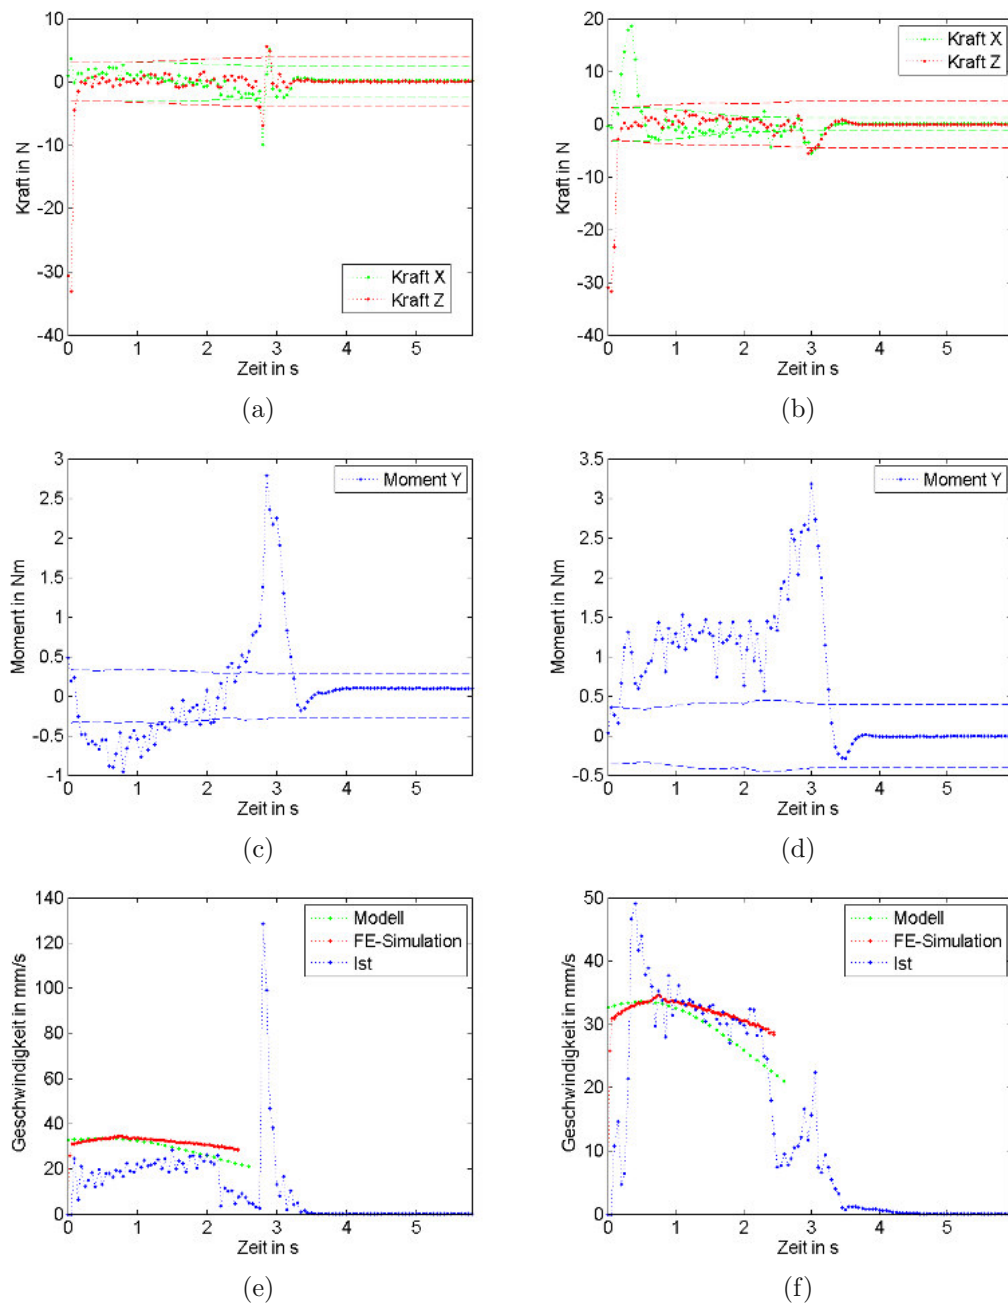 10
5
0
-10
-20
-30
-40
Kraft in N
Kraft X
Kraft Z
0 1 2 3 4 5
Zeit in s
(a)
20
10
0
-10
-20
-30
-40
Kraft in N
Kraft X
Kraft Z
0 1 2 3 4 5
Zeit in s
(b)
3
2.5
2
1.5
1
0.5
0
-0.5
-1
Moment in Nm
Moment Y
0 1 2 3 4 5
Zeit in s
(c)
3.5
3
2.5
2
1.5
1
0.5
0
-0.5
Moment in Nm
Moment Y
0 1 2 3 4 5
Zeit in s
(d)
140
120
100
80
60
40
20
0
Geschwindigkeit in mm/s
Modell
FE-Simulation
Ist
0 1 2 3 4 5
Zeit in s
(e)
50
40
30
20
10
0
Geschwindigkeit in mm/s
Modell
FE-Simulation
Ist
0 1 2 3 4 5
Zeit in s
(f)